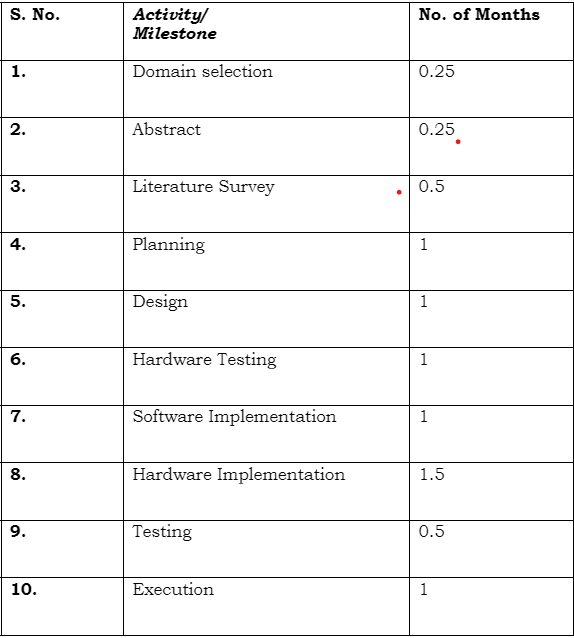 S. No. Activity/ No. of Months
Milestone
1. Domain selection 0.25
2. Abstract 0.25
3. Literature Survey 0.5
4. Planning 1
5. Design 1
6. Hardware Testing 1
7. Software Implementation 1
8. Hardware Implementation 1.5
9. Testing 0.5
10. Execution 1